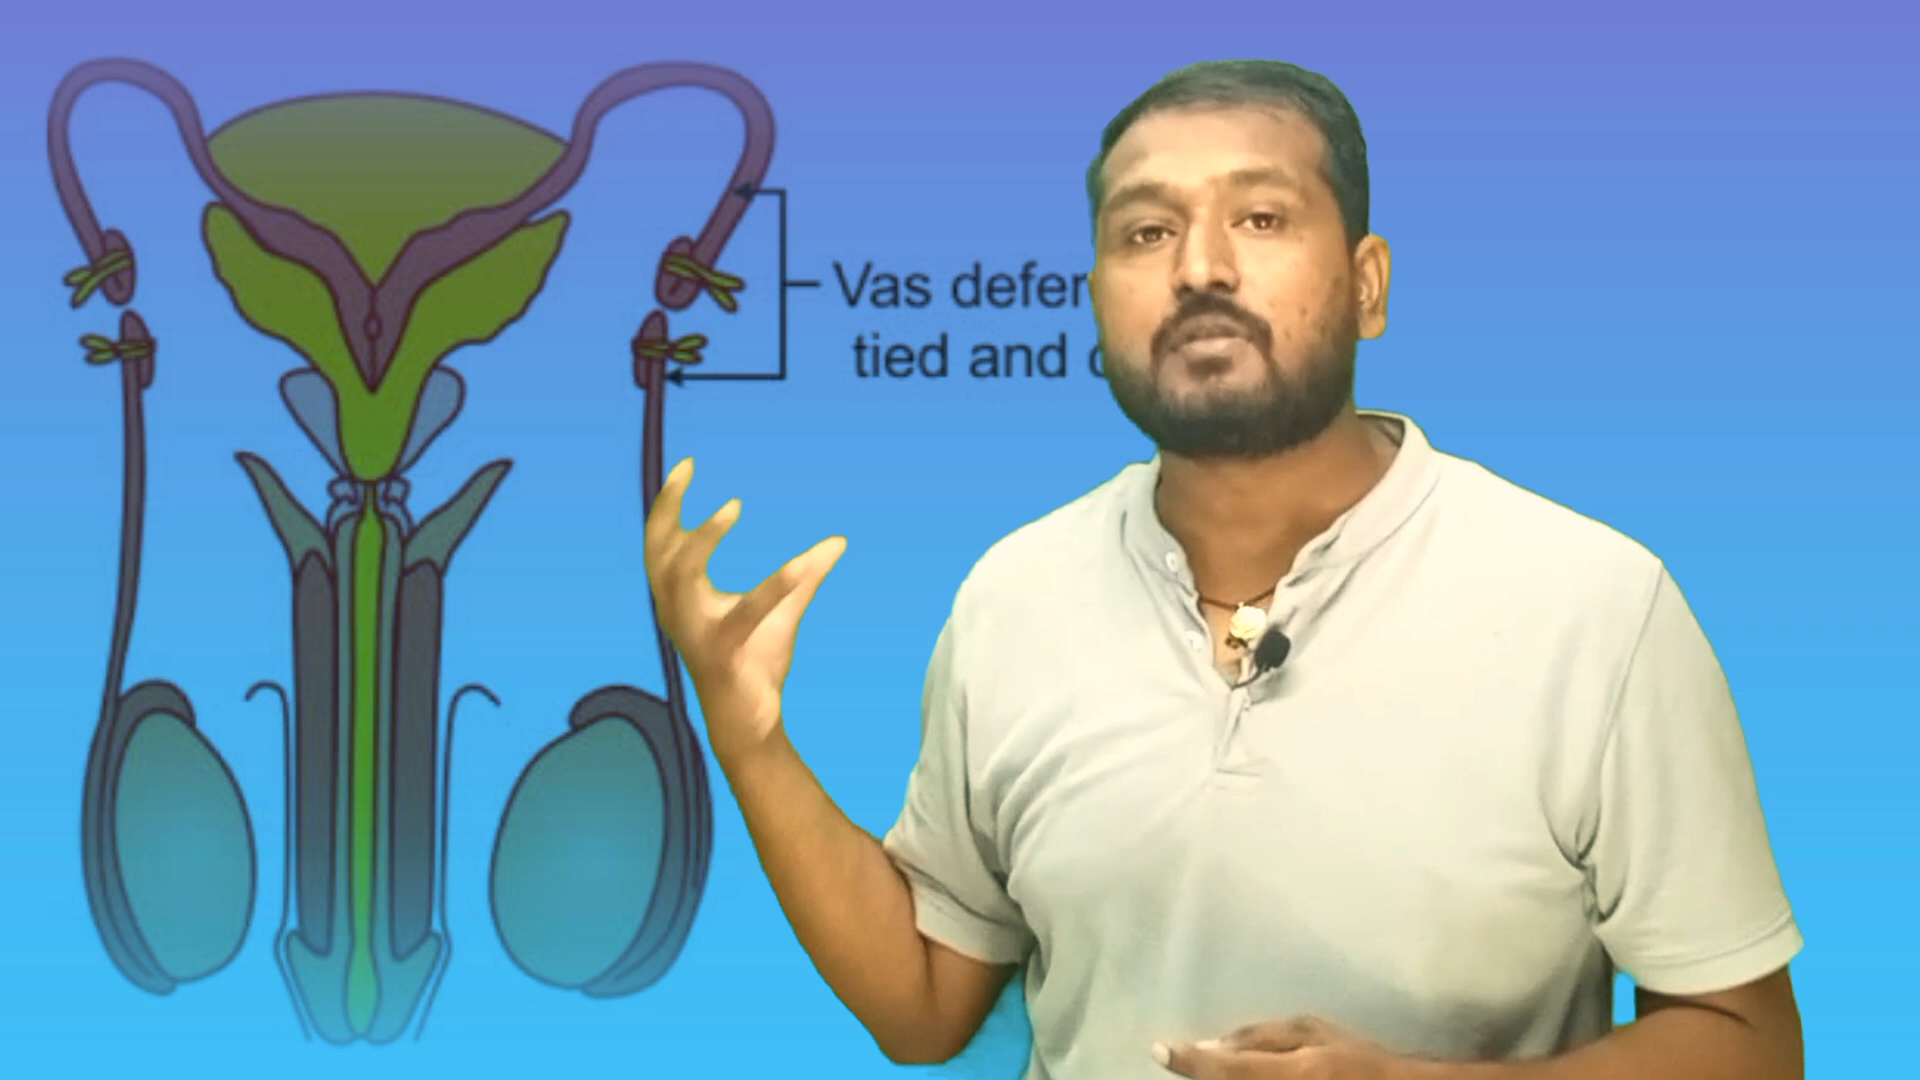 Vas defer
tied and